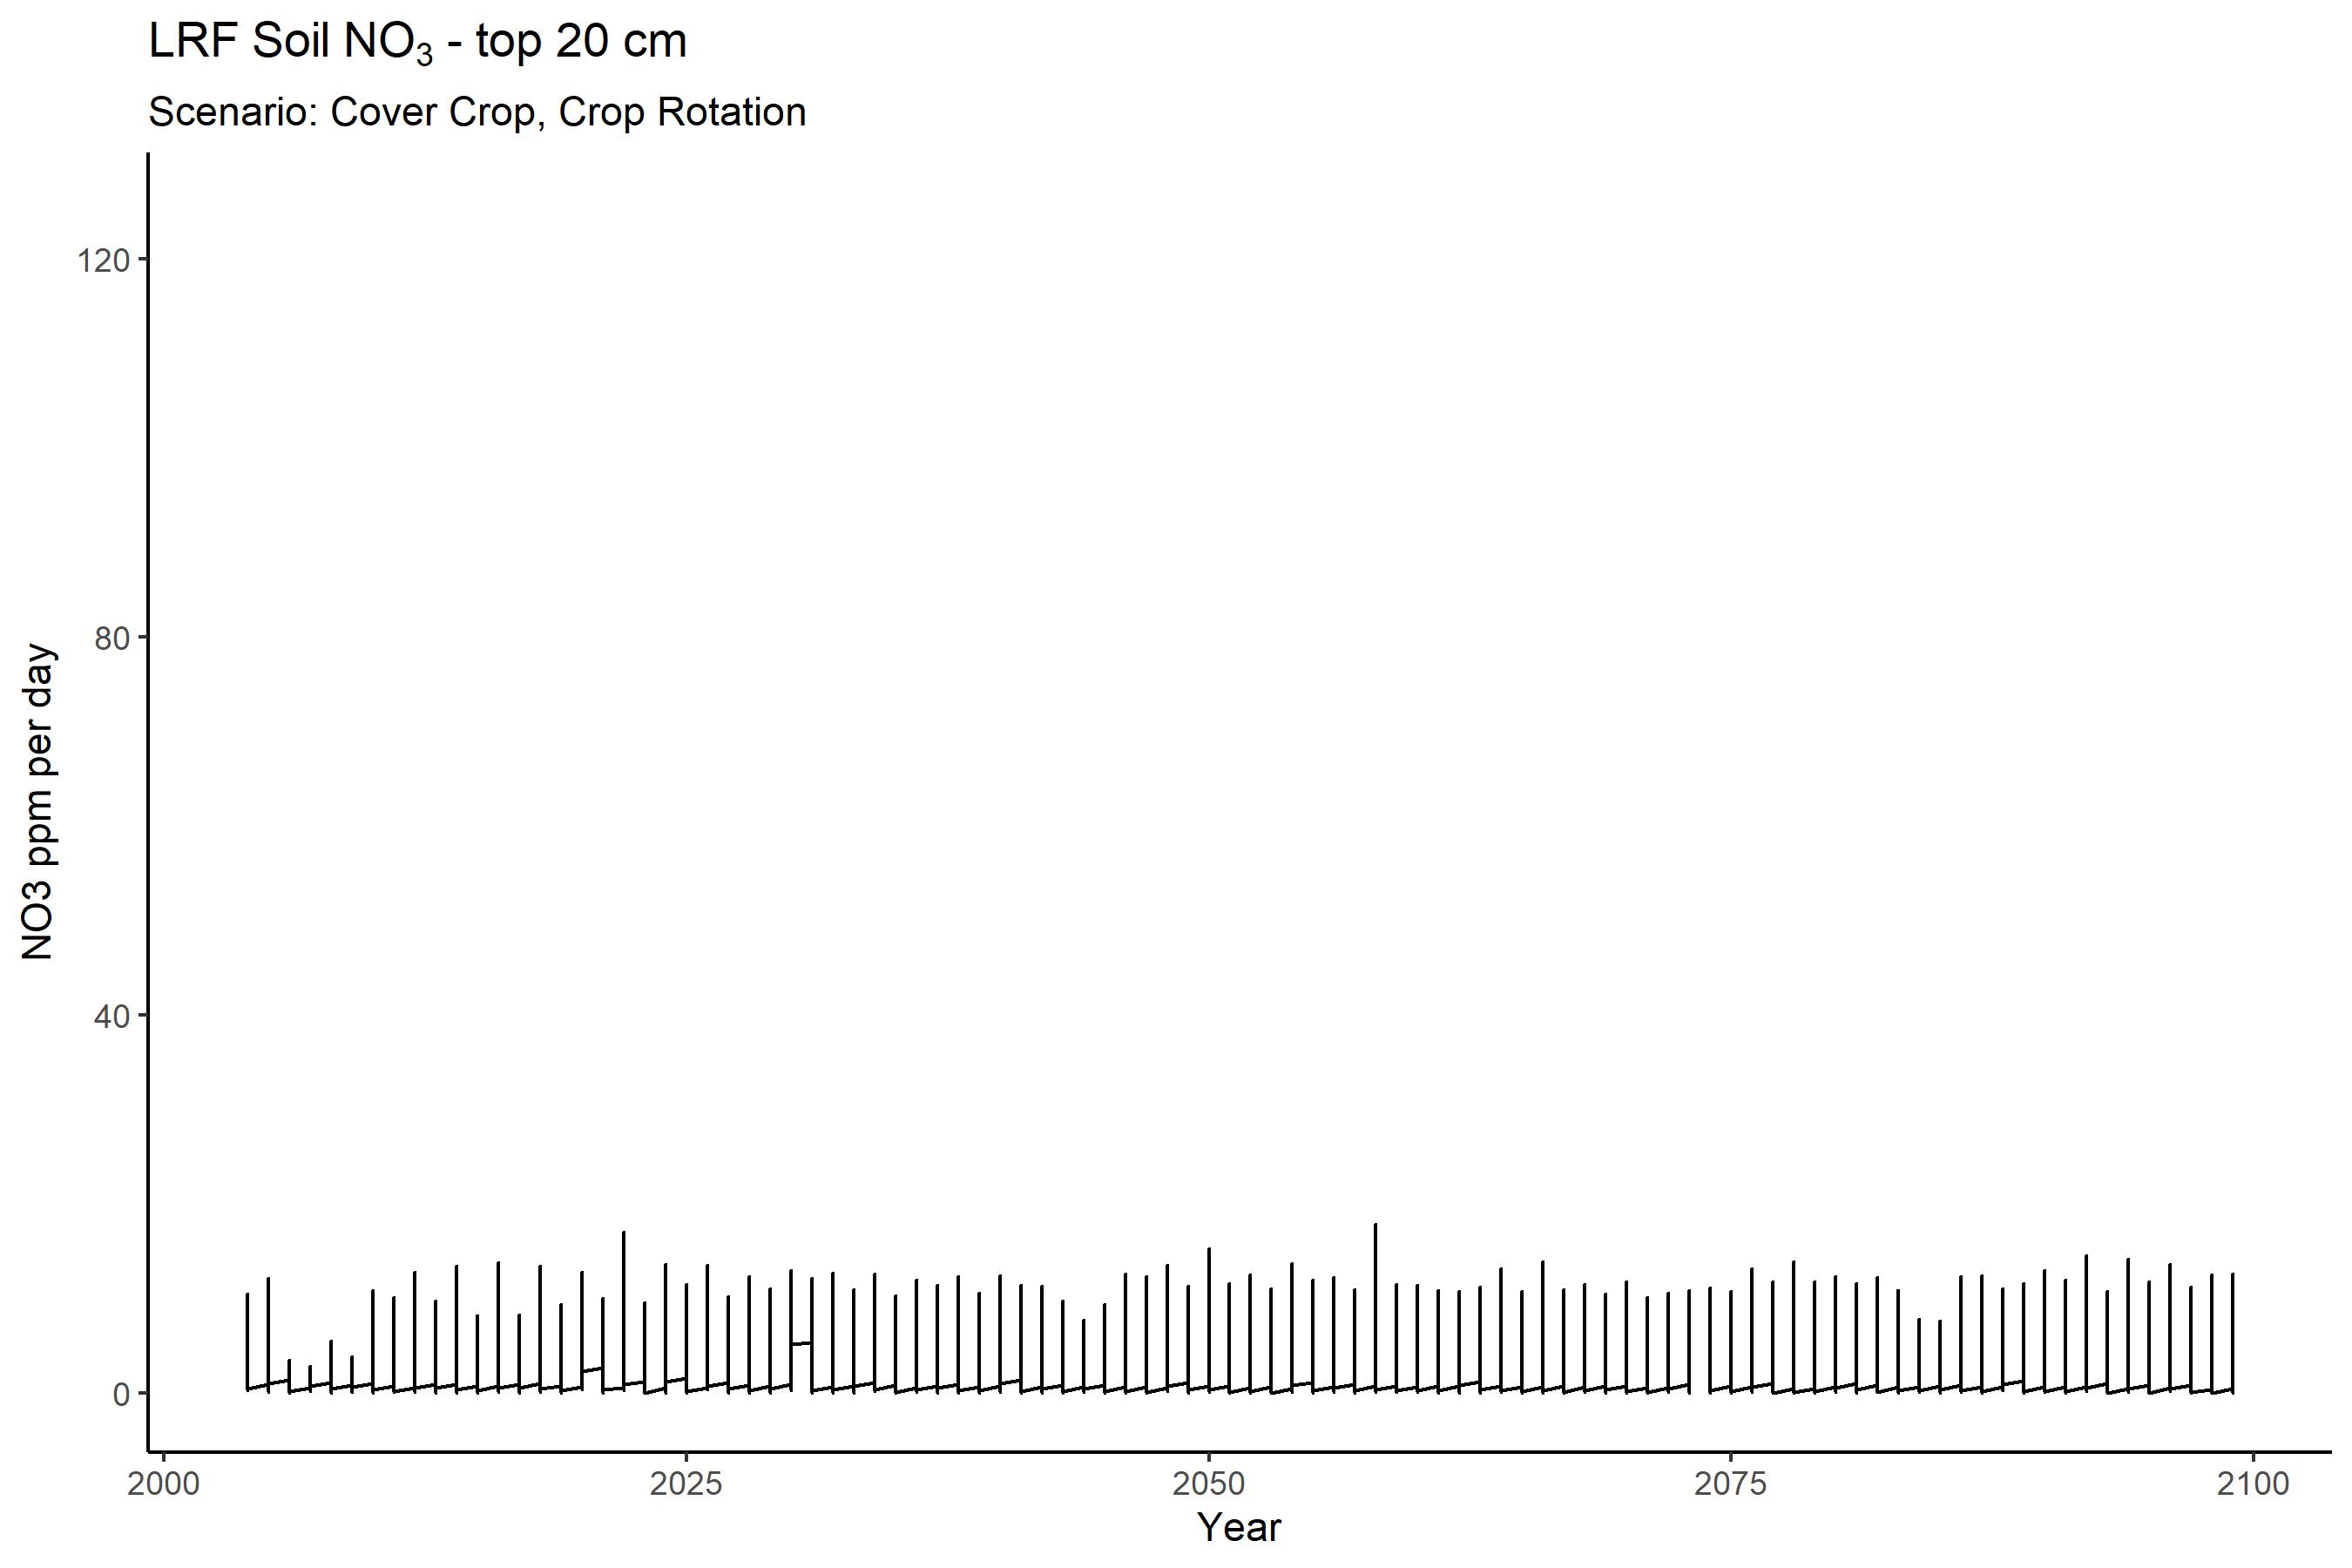 LRF Soil NO₃ - top 20 cm
Scenario: Cover Crop, Crop Rotation
120
80
40
0
NO3 ppm per day
2000 2025 2050 2075 2100
Year